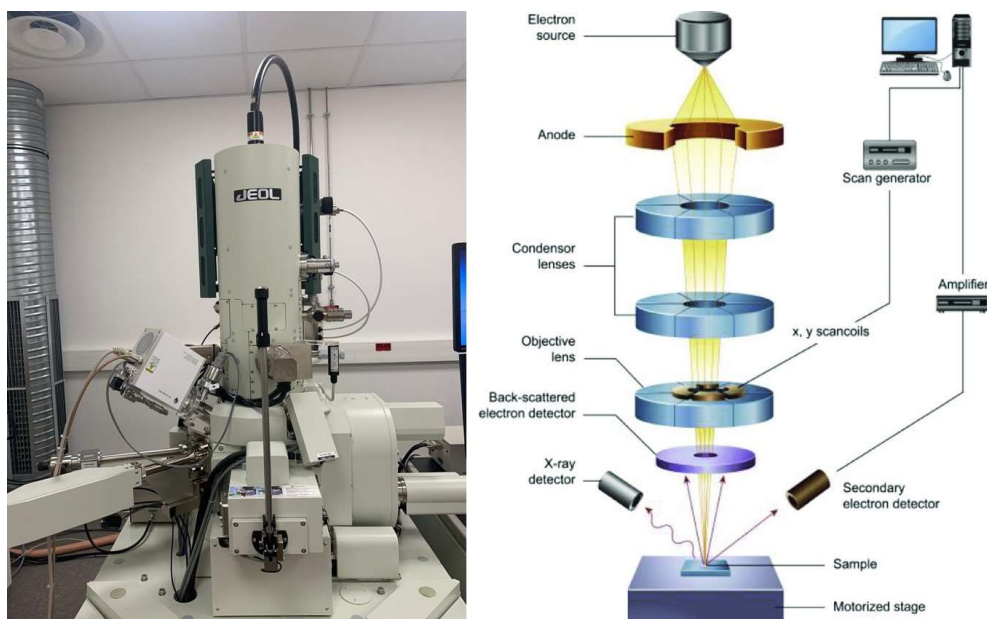 JEOL
Electron
source
Anode
Scan generator
Condensor
lenses
Amplifier
x, y scancoils
Objective
lens
Back-scattered
electron detector
X-ray
detector
Secondary
electron detector
Sample
Motorized stage